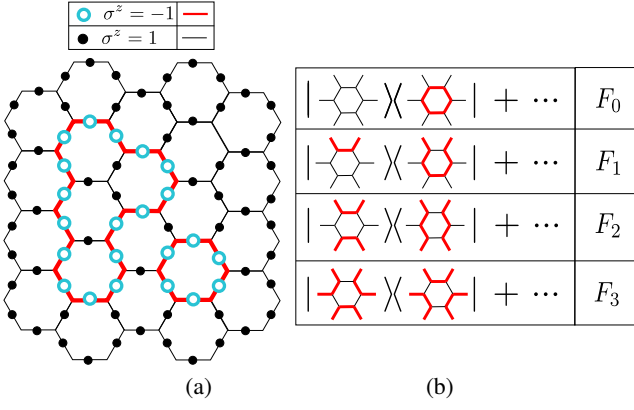 σ^z = −1
σ^z = 1
| ⟩⟨ | + ··· F_0
| ⟩⟨ | + ··· F_1
| ⟩⟨ | + ··· F_2
| ⟩⟨ | + ··· F_3
(a) (b)